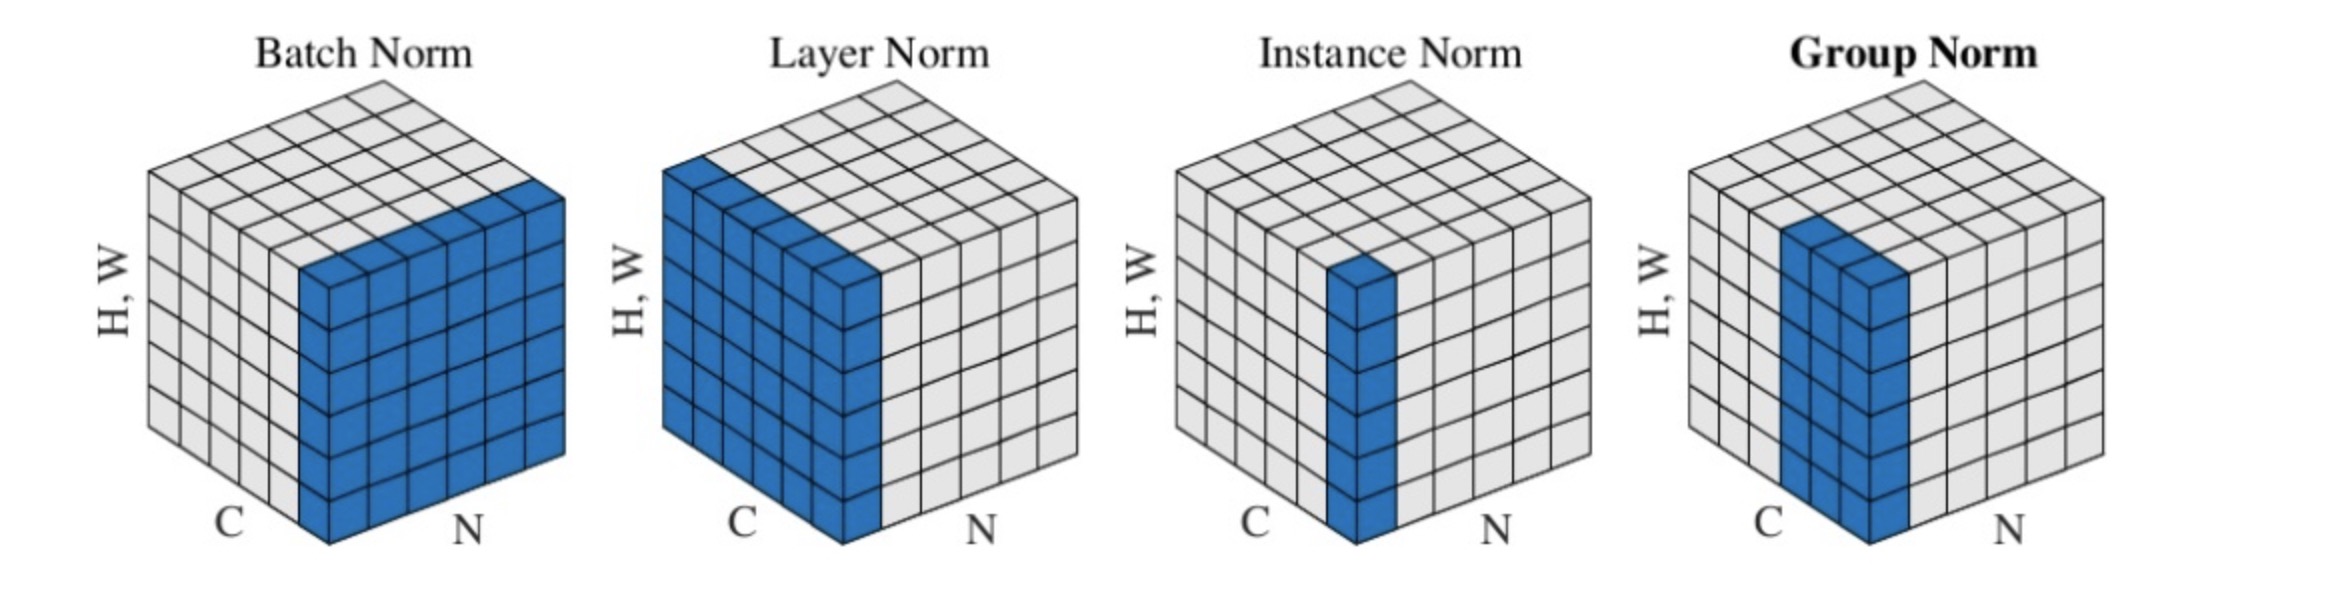 Batch Norm
Layer Norm
Instance Norm
Group Norm
H, W
C
N
H, W
C
N
H, W
C
N
H, W
C
N